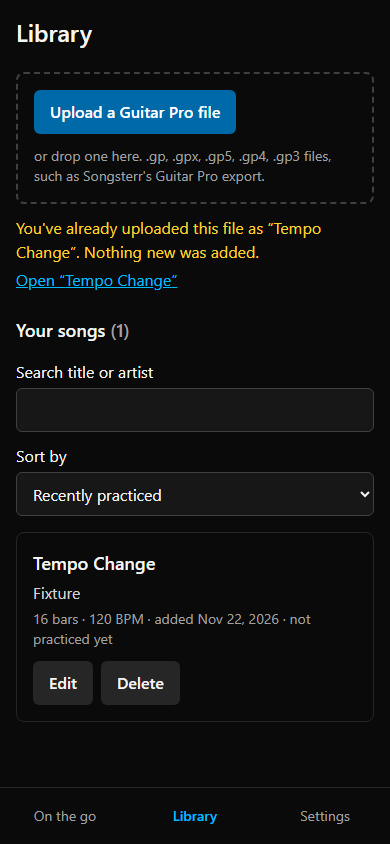 Library
Upload a Guitar Pro file
or drop one here. .gp, .gpx, .gp5, .gp4, .gp3 files,
such as Songsterr's Guitar Pro export.
You've already uploaded this file as “Tempo
Change”. Nothing new was added.
Open “Tempo Change”
Your songs (1)
Search title or artist
Sort by
Recently practiced
Tempo Change
Fixture
16 bars · 120 BPM · added Nov 22, 2026 · not
practiced yet
Edit Delete
On the go Library Settings